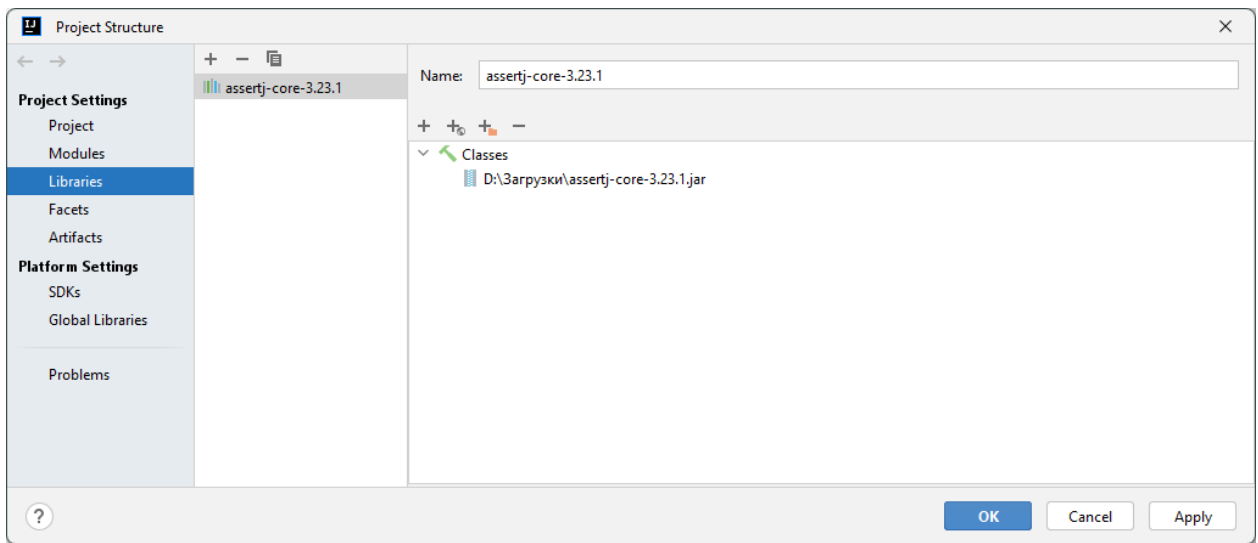 Project Structure
Project Settings
Project
Modules
Libraries
Facets
Artifacts
Platform Settings
SDKs
Global Libraries
Problems
assertj-core-3.23.1
Name: assertj-core-3.23.1
Classes
D:\Загрузки\assertj-core-3.23.1.jar
?
OK Cancel Apply